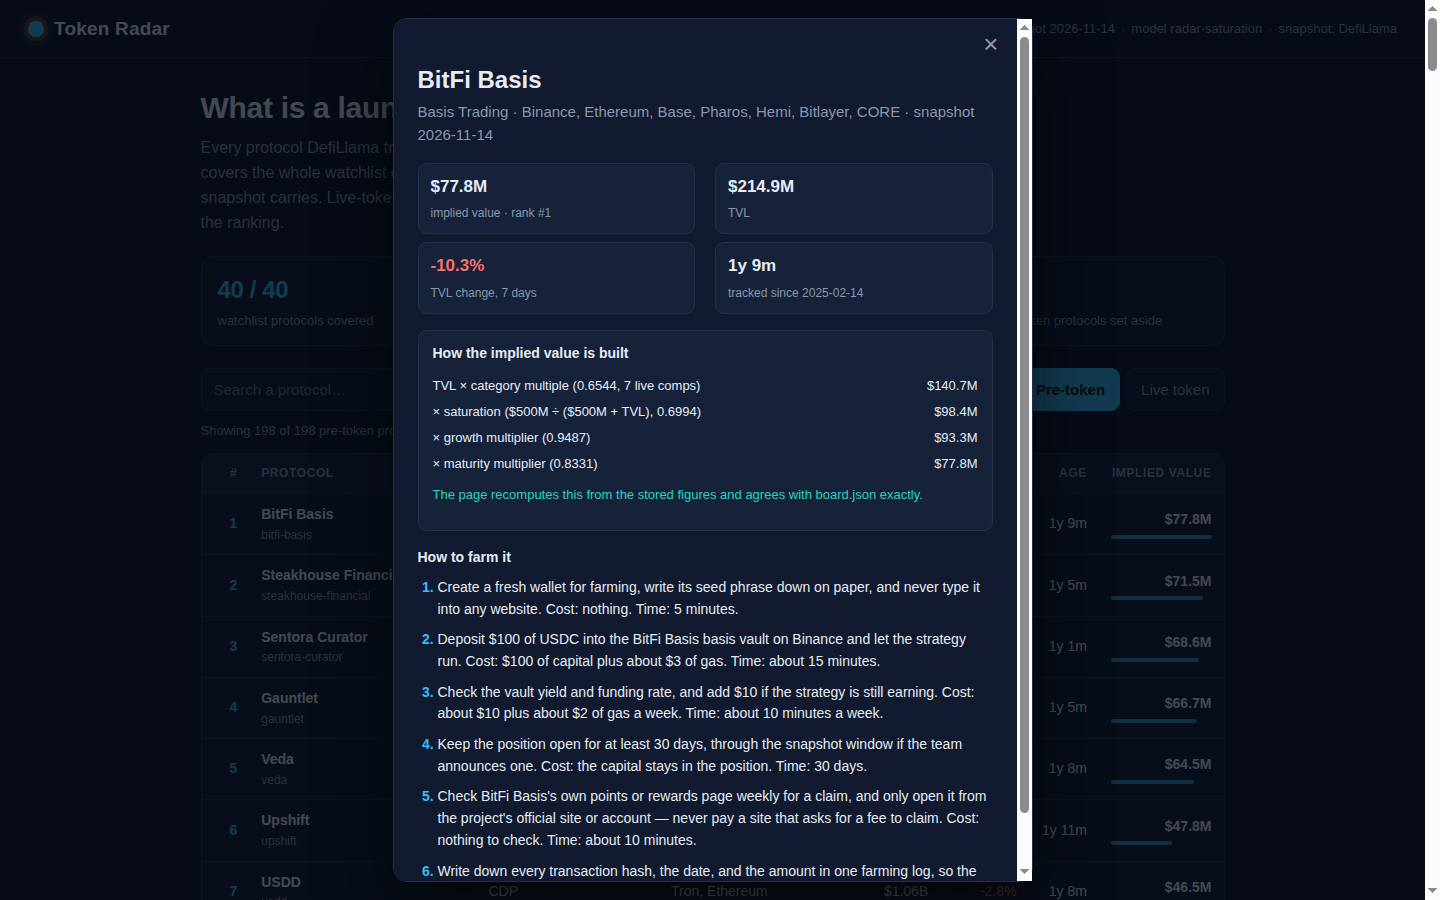 Token Radar
ot 2026-11-14 · model radar-saturation · snapshot: DefiLlama
What is a laun
Every protocol DefiLlama tr
covers the whole watchlist
snapshot carries. Live-toke
the ranking.
40 / 40
watchlist protocols covered
en protocols set aside
Search a protocol...
Pre-token
Live token
Showing 198 of 198 pre-token pro
# PROTOCOL AGE IMPLIED VALUE
1 BitFi Basis 1y 9m $77.8M
bitfi-basis
2 Steakhouse Financi 1y 5m $71.5M
steakhouse-financial
3 Sentora Curator 1y 1m $68.6M
sentora-curator
4 Gauntlet 1y 5m $66.7M
gauntlet
5 Veda 1y 8m $64.5M
veda
6 Upshift 1y 11m $47.8M
upshift
7 USDD CDP Tron, Ethereum $1.06B -2.8% 1y 8m $46.5M
×
BitFi Basis
Basis Trading · Binance, Ethereum, Base, Pharos, Hemi, Bitlayer, CORE · snapshot
2026-11-14
$77.8M
implied value · rank #1
$214.9M
TVL
-10.3%
TVL change, 7 days
1y 9m
tracked since 2025-02-14
How the implied value is built
TVL × category multiple (0.6544, 7 live comps) $140.7M
× saturation ($500M ÷ ($500M + TVL), 0.6994) $98.4M
× growth multiplier (0.9487) $93.3M
× maturity multiplier (0.8331) $77.8M
The page recomputes this from the stored figures and agrees with board.json exactly.
How to farm it
1. Create a fresh wallet for farming, write its seed phrase down on paper, and never type it
into any website. Cost: nothing. Time: 5 minutes.
2. Deposit $100 of USDC into the BitFi Basis basis vault on Binance and let the strategy
run. Cost: $100 of capital plus about $3 of gas. Time: about 15 minutes.
3. Check the vault yield and funding rate, and add $10 if the strategy is still earning. Cost:
about $10 plus about $2 of gas a week. Time: about 10 minutes a week.
4. Keep the position open for at least 30 days, through the snapshot window if the team
announces one. Cost: the capital stays in the position. Time: 30 days.
5. Check BitFi Basis's own points or rewards page weekly for a claim, and only open it from
the project's official site or account — never pay a site that asks for a fee to claim. Cost:
nothing to check. Time: about 10 minutes.
6. Write down every transaction hash, the date, and the amount in one farming log, so the